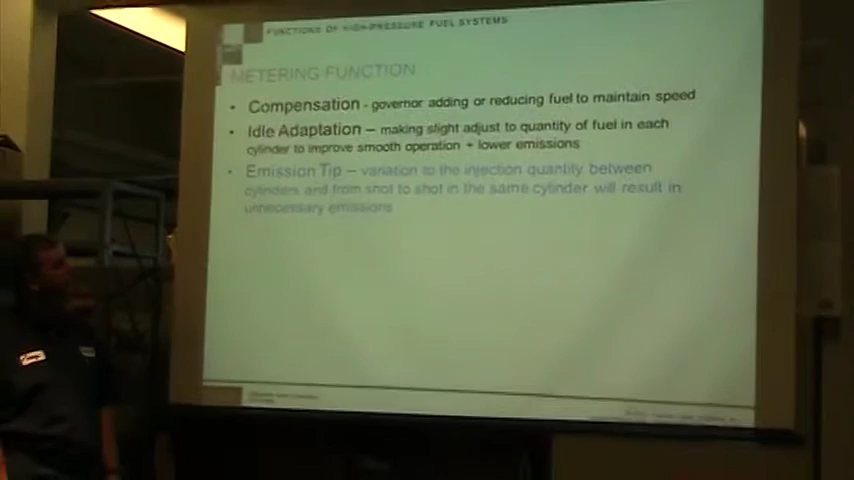 FUNCTIONS OF HIGH-PRESSURE FUEL SYSTEMS
METERING FUNCTION
• Compensation - governor adding or reducing fuel to maintain speed
• Idle Adaptation – making slight adjust to quantity of fuel in each
cylinder to improve smooth operation + lower emissions
• Emission Tip – variation to the injection quantity between
cylinders and from shot to shot in the same cylinder will result in
unnecessary emissions